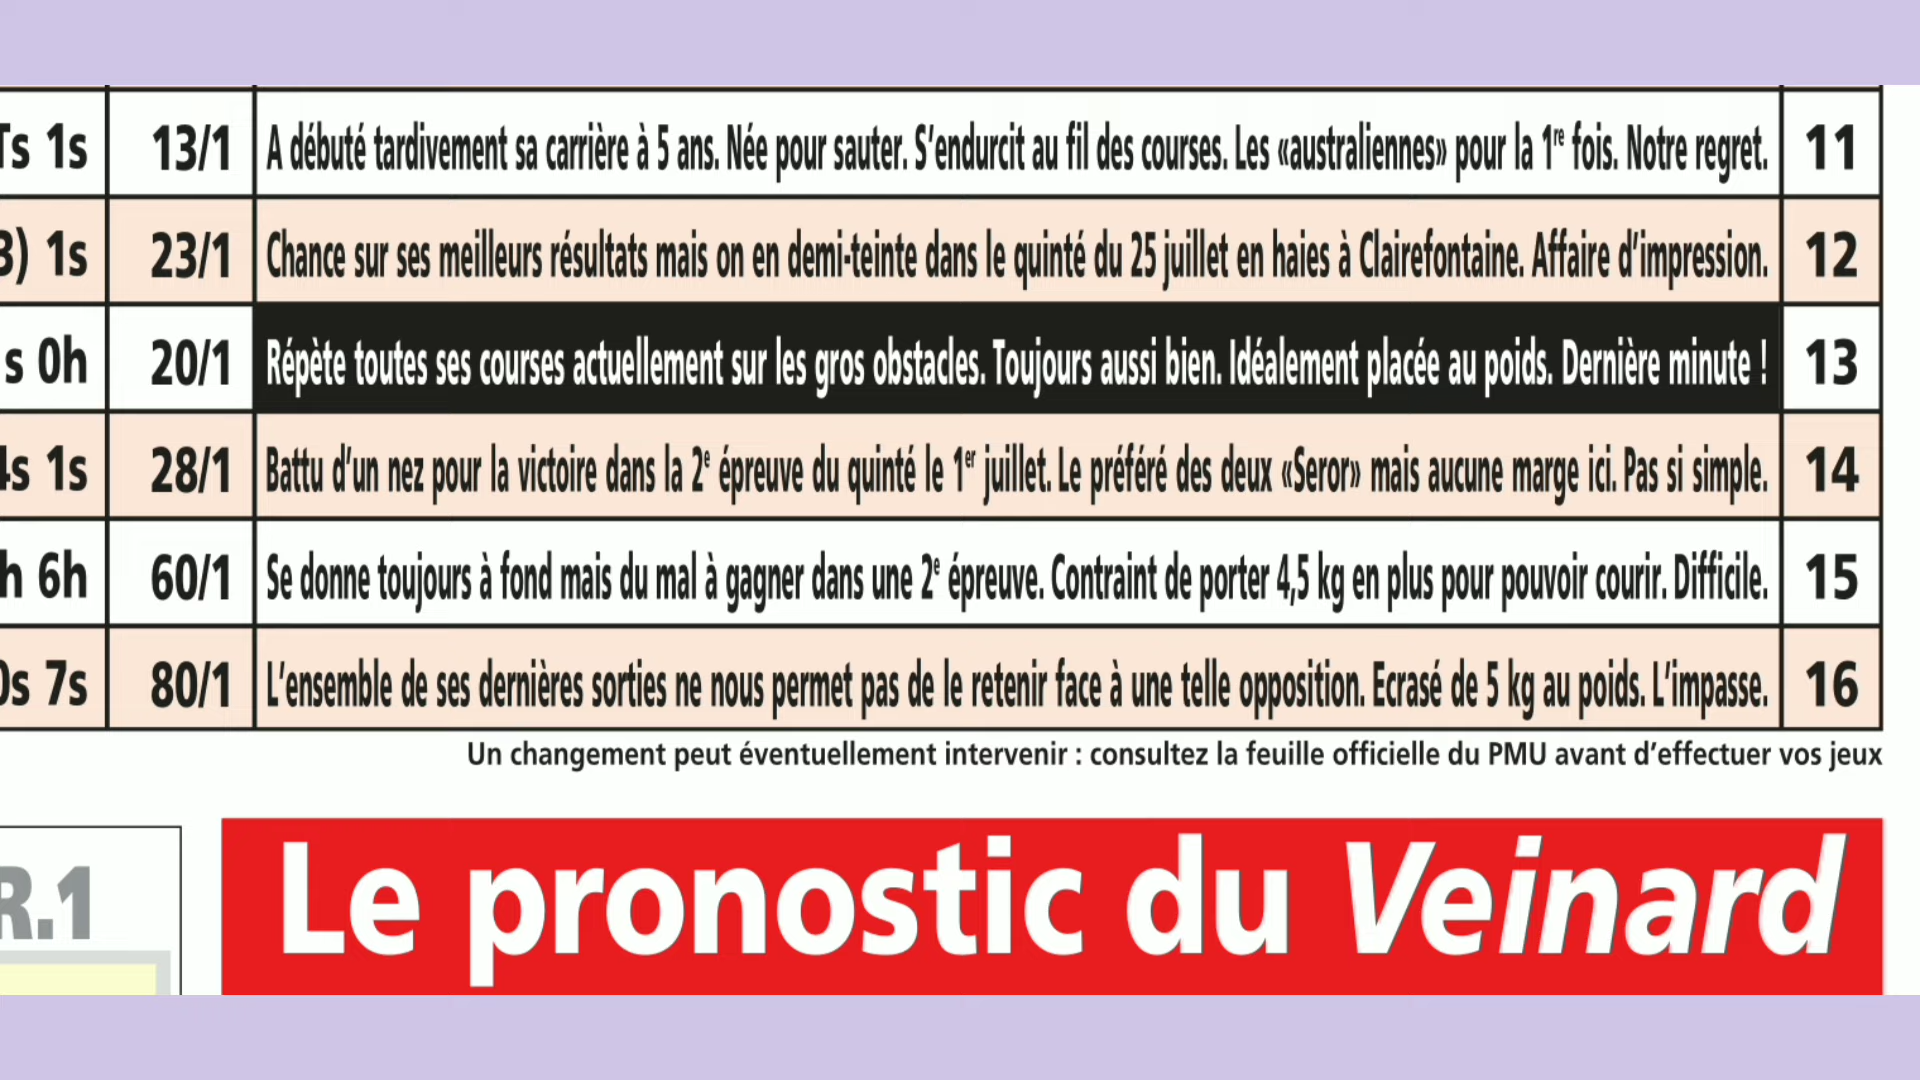 Ts 1s 13/1 A débuté tardivement sa carrière à 5 ans. Née pour sauter. S’endurcit au fil des courses. Les «australiennes» pour la 1re fois. Notre regret. 11
3) 1s 23/1 Chance sur ses meilleurs résultats mais on en demi-teinte dans le quinté du 25 juillet en haies à Clairefontaine. Affaire d’impression. 12
s 0h 20/1 Répète toutes ses courses actuellement sur les gros obstacles. Toujours aussi bien. Idéalement placée au poids. Dernière minute ! 13
4s 1s 28/1 Battu d’un nez pour la victoire dans la 2e épreuve du quinté le 1er juillet. Le préféré des deux «Seror» mais aucune marge ici. Pas si simple. 14
h 6h 60/1 Se donne toujours à fond mais du mal à gagner dans une 2e épreuve. Contraint de porter 4,5 kg en plus pour pouvoir courir. Difficile. 15
0s 7s 80/1 L’ensemble de ses dernières sorties ne nous permet pas de le retenir face à une telle opposition. Ecrasé de 5 kg au poids. L’impasse. 16
Un changement peut éventuellement intervenir : consultez la feuille officielle du PMU avant d’effectuer vos jeux
R.1
Le pronostic du Veinard